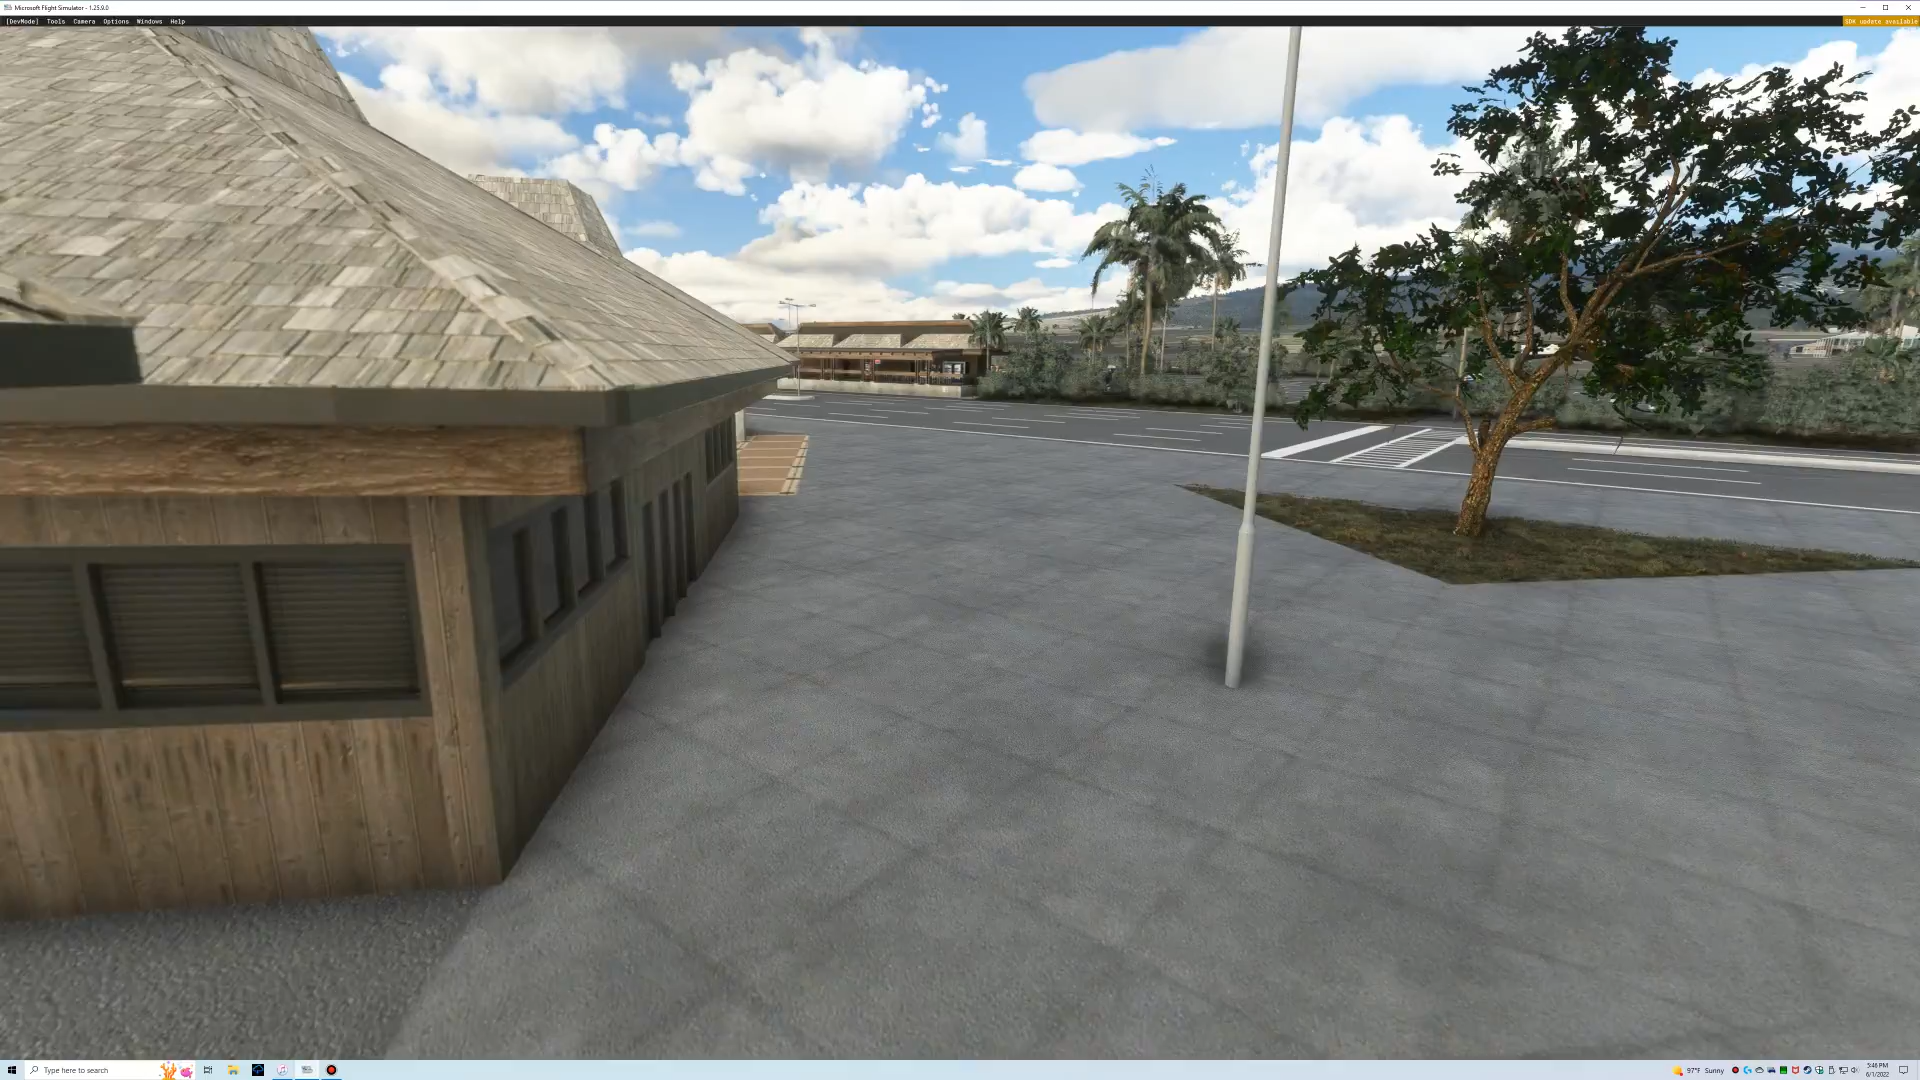 Microsoft Flight Simulator - 1.25.9.0
[DevMode] Tools Camera Options Windows Help
SDK update available
Type here to search
97°F Sunny
5:46 PM
6/1/2022